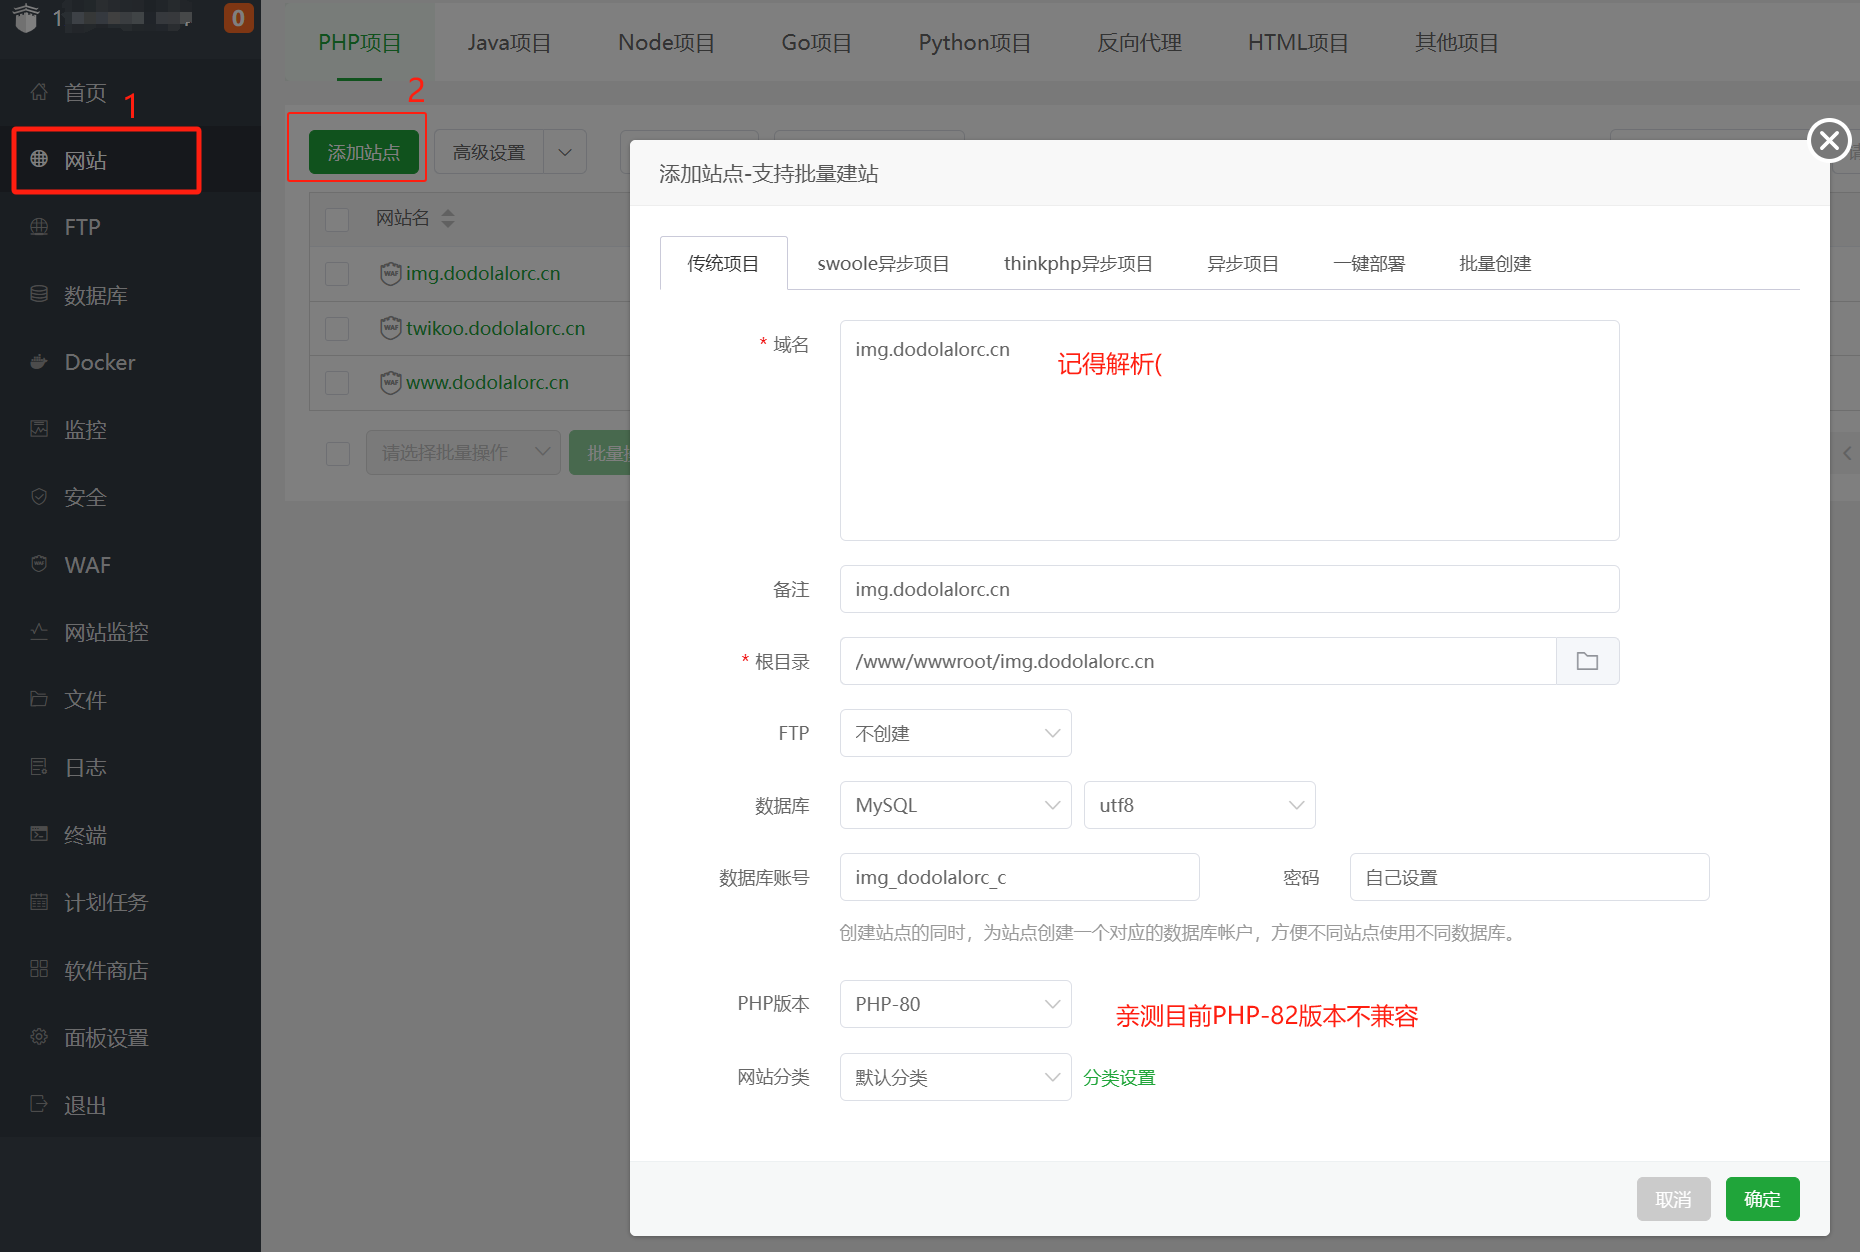 0
首页
1
网站
FTP
数据库
Docker
监控
安全
WAF
网站监控
文件
日志
终端
计划任务
软件商店
面板设置
退出
PHP项目
Java项目
Node项目
Go项目
Python项目
反向代理
HTML项目
其他项目
2
添加站点
高级设置
网站名
WAF img.dodolalorc.cn
WAF twikoo.dodolalorc.cn
WAF www.dodolalorc.cn
请选择批量操作
批量
添加站点-支持批量建站
传统项目
swoole异步项目
thinkphp异步项目
异步项目
一键部署
批量创建
* 域名
img.dodolalorc.cn
记得解析(
备注
img.dodolalorc.cn
* 根目录
/www/wwwroot/img.dodolalorc.cn
FTP
不创建
数据库
MySQL
utf8
数据库账号
img_dodolalorc_c
密码
自己设置
创建站点的同时，为站点创建一个对应的数据库帐户，方便不同站点使用不同数据库。
PHP版本
PHP-80
亲测目前PHP-82版本不兼容
网站分类
默认分类
分类设置
取消
确定